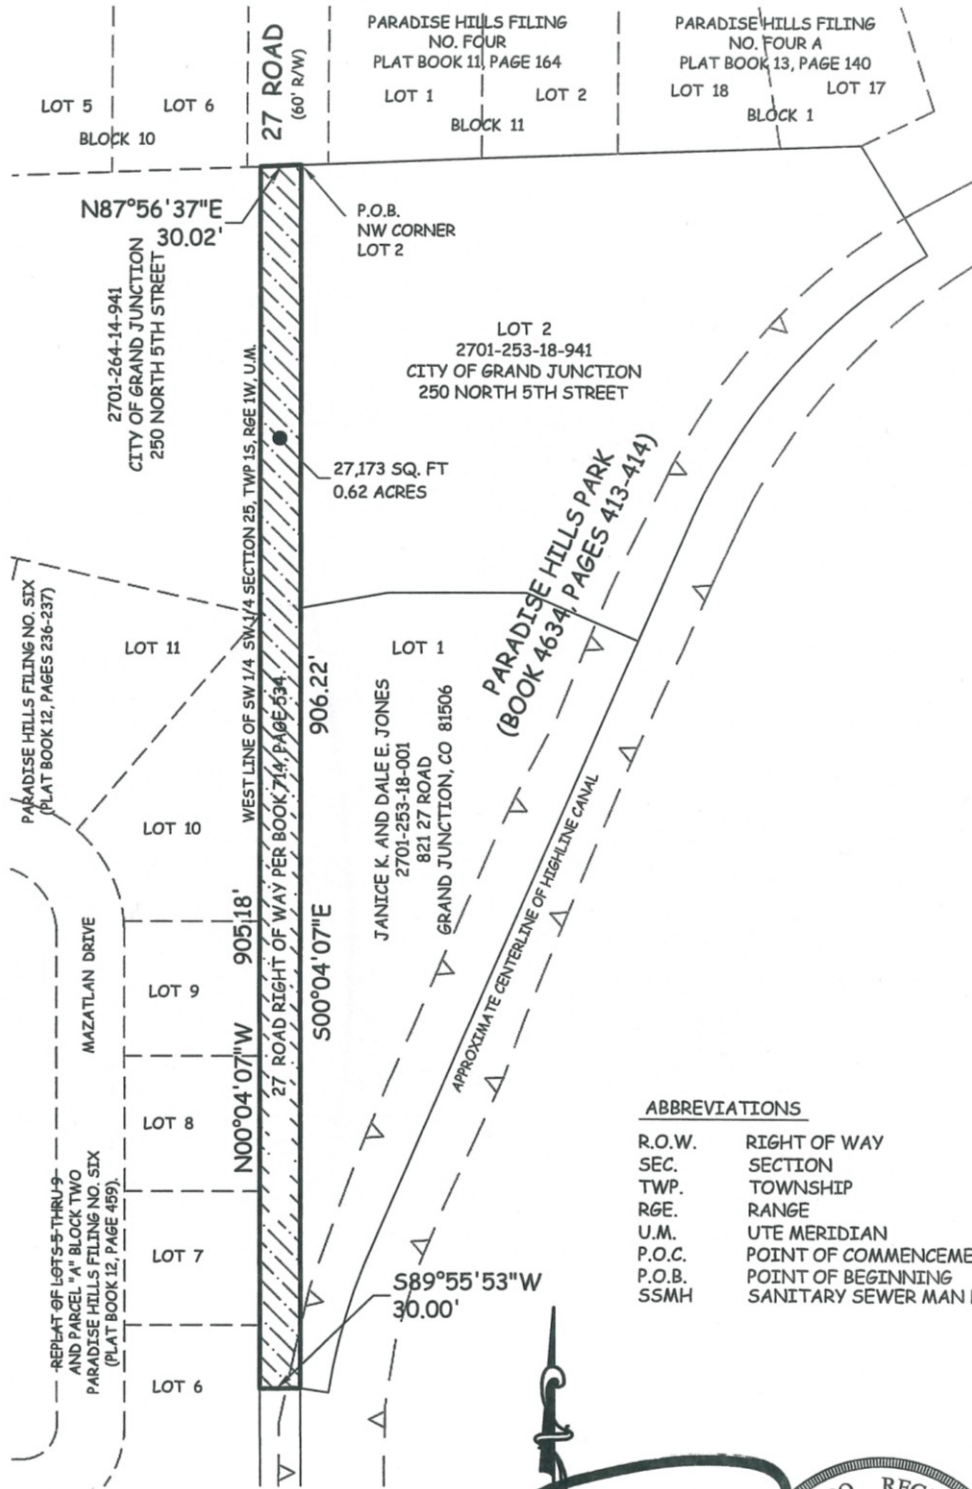 PARADISE HILLS FILING
NO. FOUR
PLAT BOOK 11, PAGE 164
PARADISE HILLS FILING
NO. FOUR A
PLAT BOOK 13, PAGE 140
27 ROAD
(60' R/W)
LOT 5
LOT 6
BLOCK 10
LOT 1
LOT 2
BLOCK 11
LOT 18
LOT 17
BLOCK 1
N87°56'37"E
30.02'
P.O.B.
NW CORNER
LOT 2
2701-264-14-941
CITY OF GRAND JUNCTION
250 NORTH 5TH STREET
LOT 2
2701-253-18-941
CITY OF GRAND JUNCTION
250 NORTH 5TH STREET
WEST LINE OF SW 1/4 SW 1/4 SECTION 25, TWP 1S, RGE 1W, U.M.
27,173 SQ. FT
0.62 ACRES
PARADISE HILLS PARK
(BOOK 4634, PAGES 413-414)
PARADISE HILLS FILING NO. SIX
(PLAT BOOK 12, PAGES 236-237)
LOT 11
LOT 1
906.22'
S00°04'07"E
JANICE K. AND DALE E. JONES
2701-253-18-001
821 27 ROAD
GRAND JUNCTION, CO 81506
27 ROAD RIGHT OF WAY PER BOOK 714, PAGE 534
APPROXIMATE CENTERLINE OF HIGHLINE CANAL
LOT 10
905.18'
N00°04'07"W
MAZATLAN DRIVE
LOT 9
LOT 8
LOT 7
LOT 6
REPLAT OF LOTS 5 THRU 9
AND PARCEL "A" BLOCK TWO
PARADISE HILLS FILING NO. SIX
(PLAT BOOK 12, PAGE 459).
S89°55'53"W
30.00'
ABBREVIATIONS
R.O.W. RIGHT OF WAY
SEC. SECTION
TWP. TOWNSHIP
RGE. RANGE
U.M. UTE MERIDIAN
P.O.C. POINT OF COMMENCEME
P.O.B. POINT OF BEGINNING
SSMH SANITARY SEWER MAN